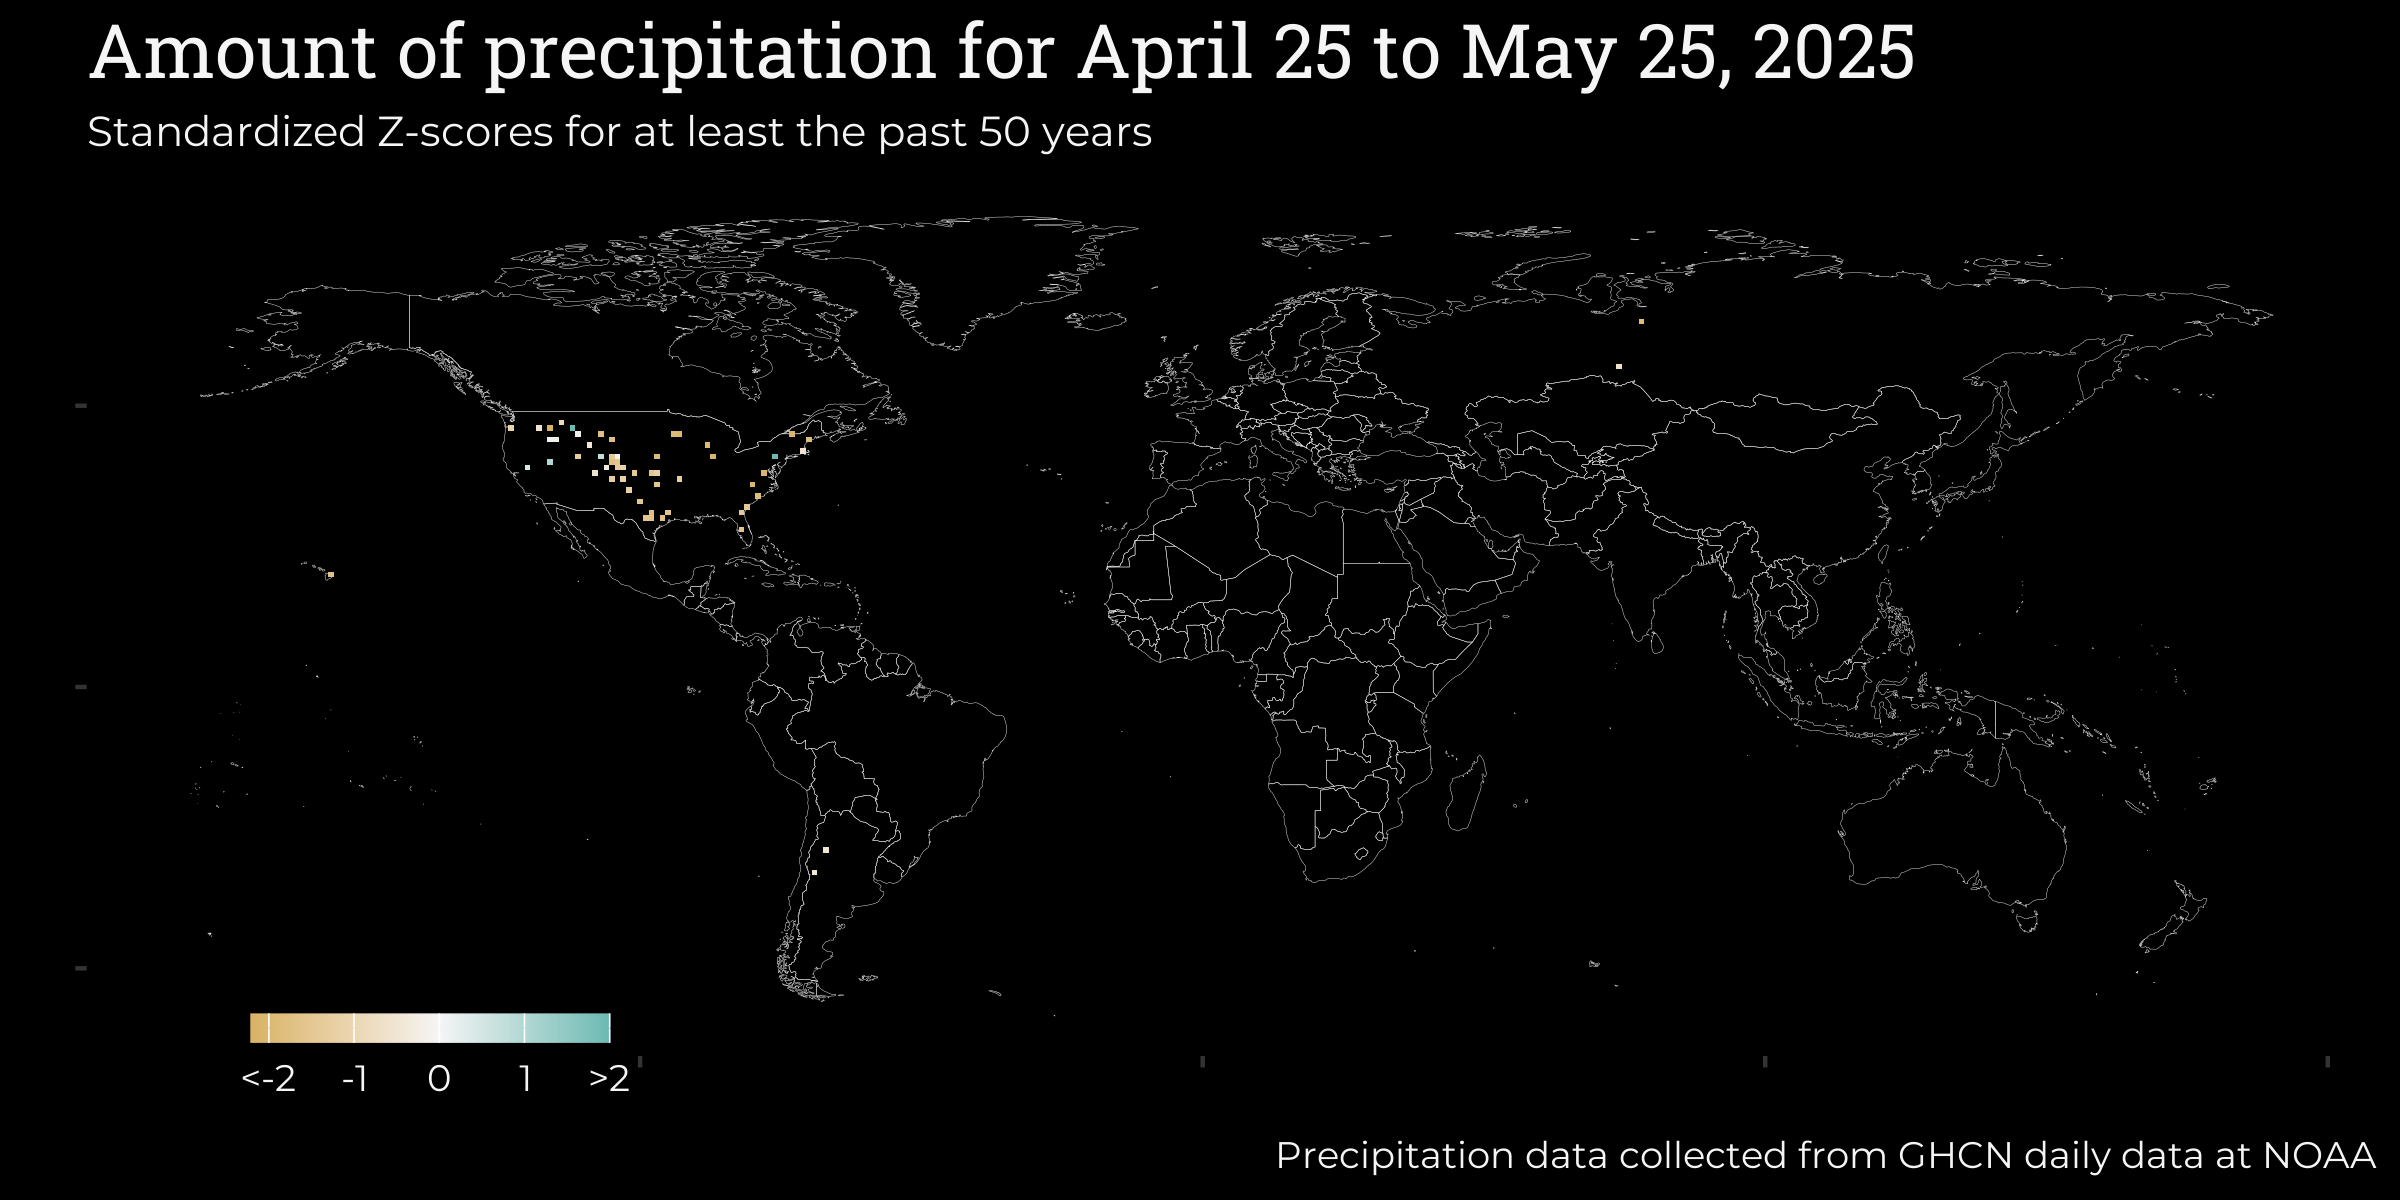 Amount of precipitation for April 25 to May 25, 2025
Standardized Z-scores for at least the past 50 years
<-2 -1 0 1 >2
Precipitation data collected from GHCN daily data at NOAA